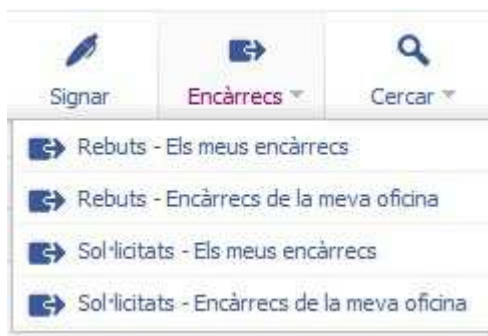 Signar Encàrrecs Cercar
Rebuts - Els meus encàrrecs
Rebuts - Encàrrecs de la meva oficina
Sol·licitats - Els meus encàrrecs
Sol·licitats - Encàrrecs de la meva oficina